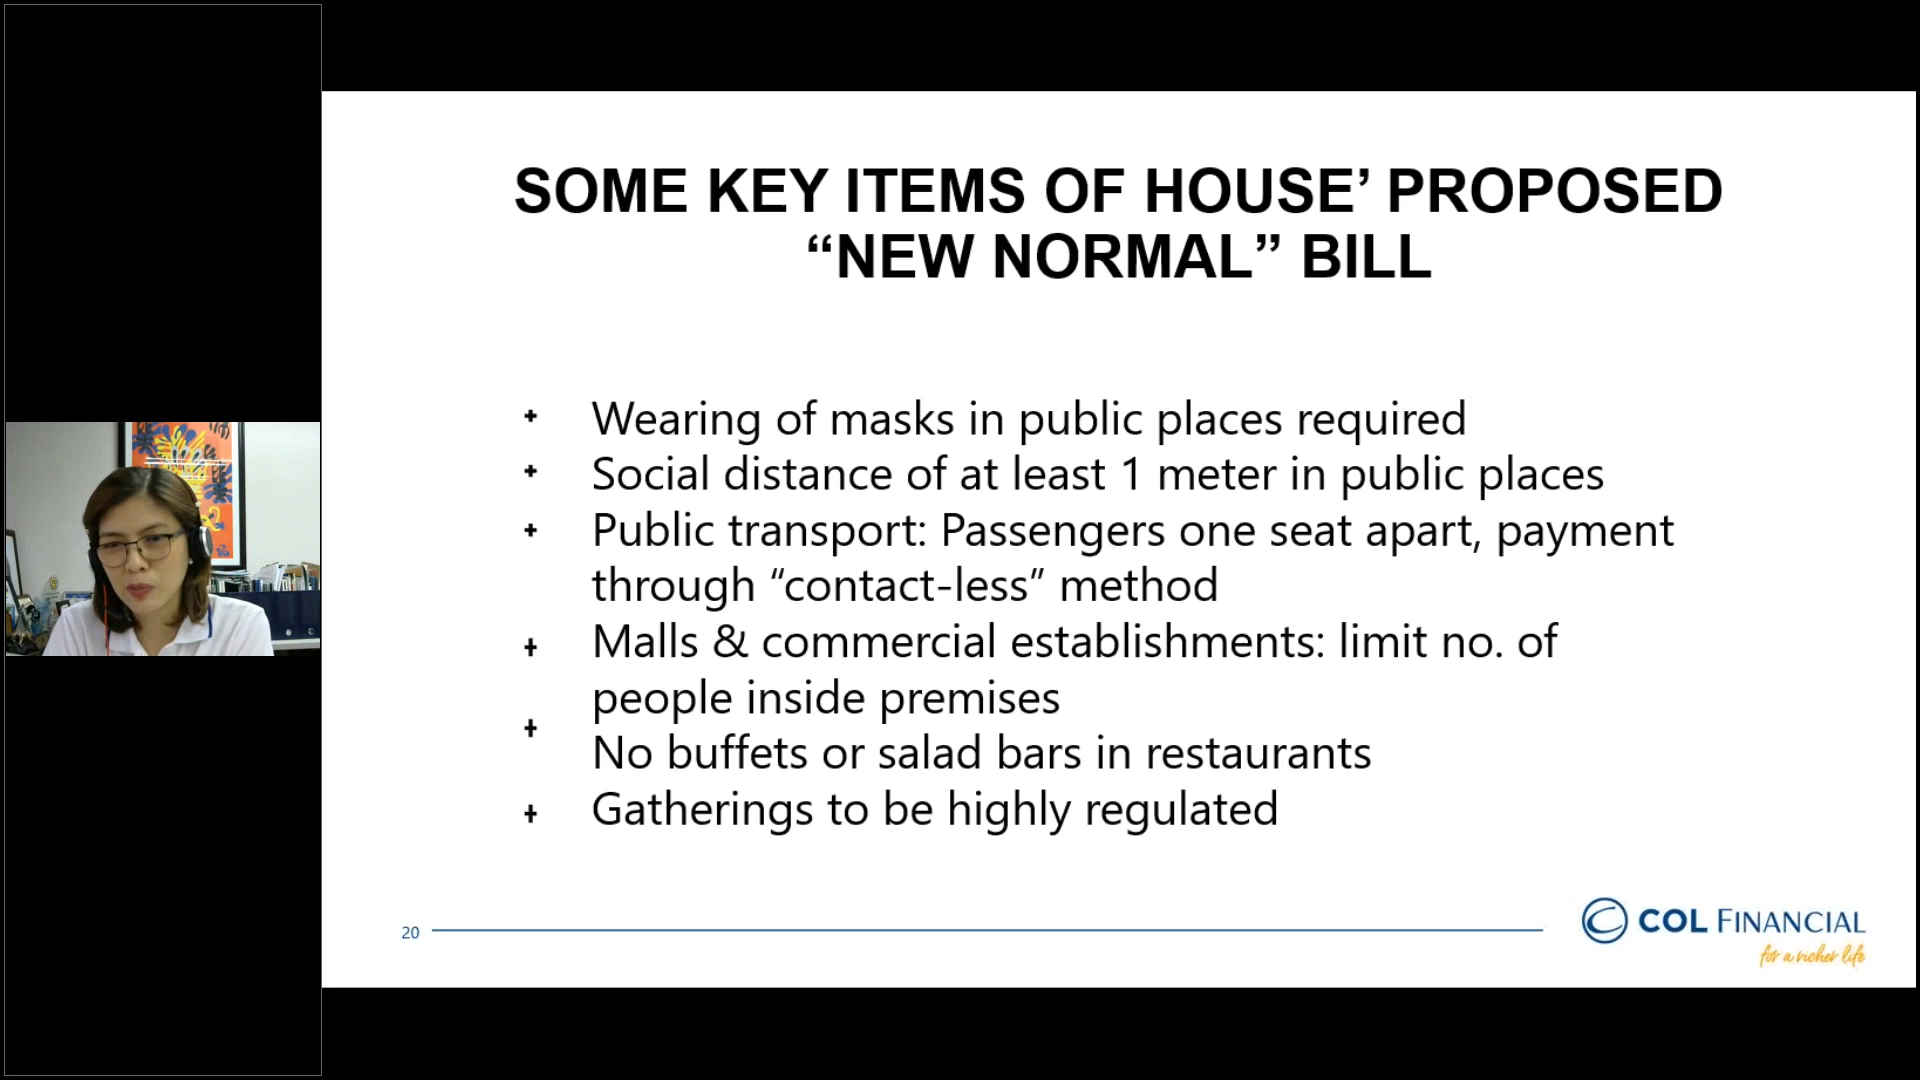 SOME KEY ITEMS OF HOUSE’ PROPOSED
“NEW NORMAL” BILL
+ Wearing of masks in public places required
+ Social distance of at least 1 meter in public places
+ Public transport: Passengers one seat apart, payment
through “contact-less” method
+ Malls & commercial establishments: limit no. of
people inside premises
+ No buffets or salad bars in restaurants
+ Gatherings to be highly regulated
20
COL FINANCIAL
for a richer life